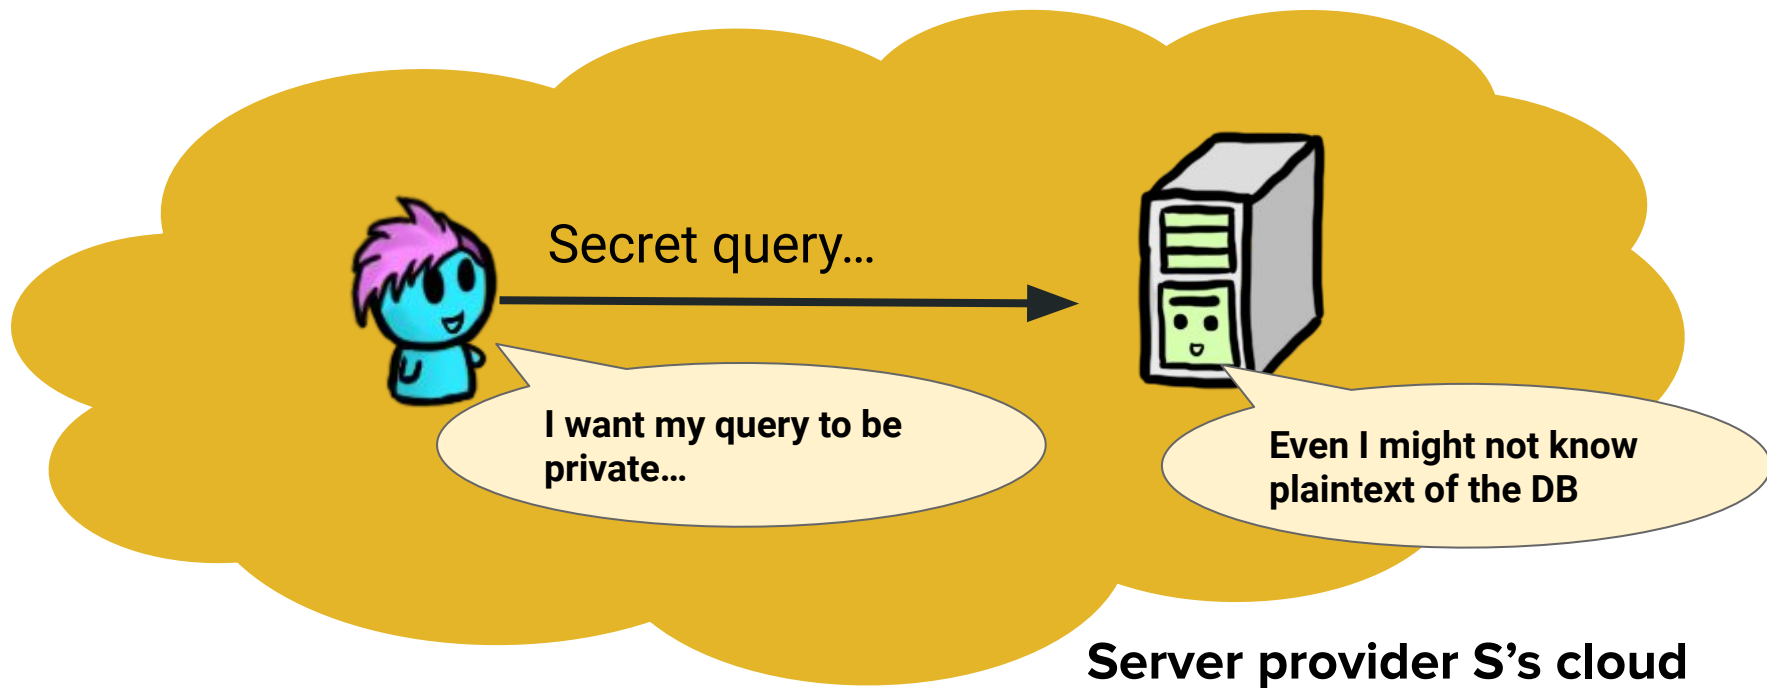 Secret query…
I want my query to be
private…
Even I might not know
plaintext of the DB
Server provider S’s cloud